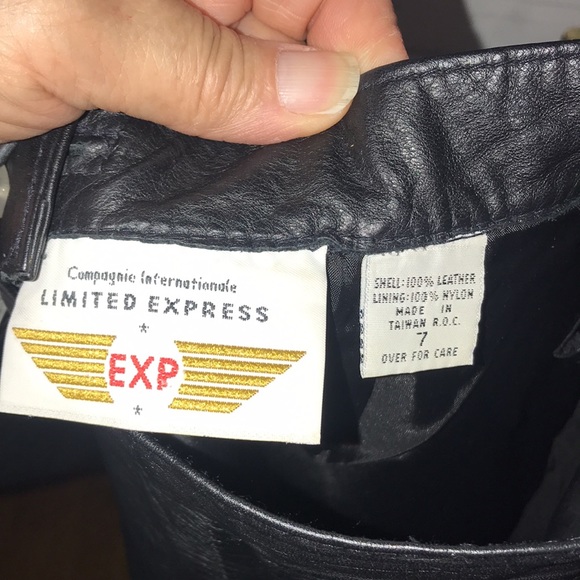 Compagnie Internationale
LIMITED EXPRESS
*
EXP
*
SHELL:100% LEATHER
LINING:100% NYLON
MADE IN
TAIWAN R.O.C.
7
OVER FOR CARE